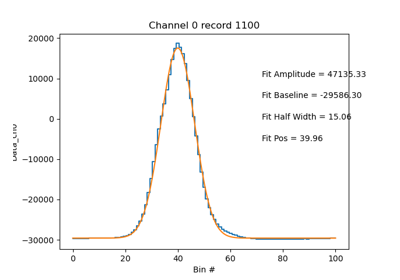 Channel 0 record 1100
20000
10000
0
−10000
−20000
−30000
Fit Amplitude = 47135.33
Fit Baseline = -29586.30
Fit Half Width = 15.06
Fit Pos = 39.96
0 20 40 60 80 100
Bin #